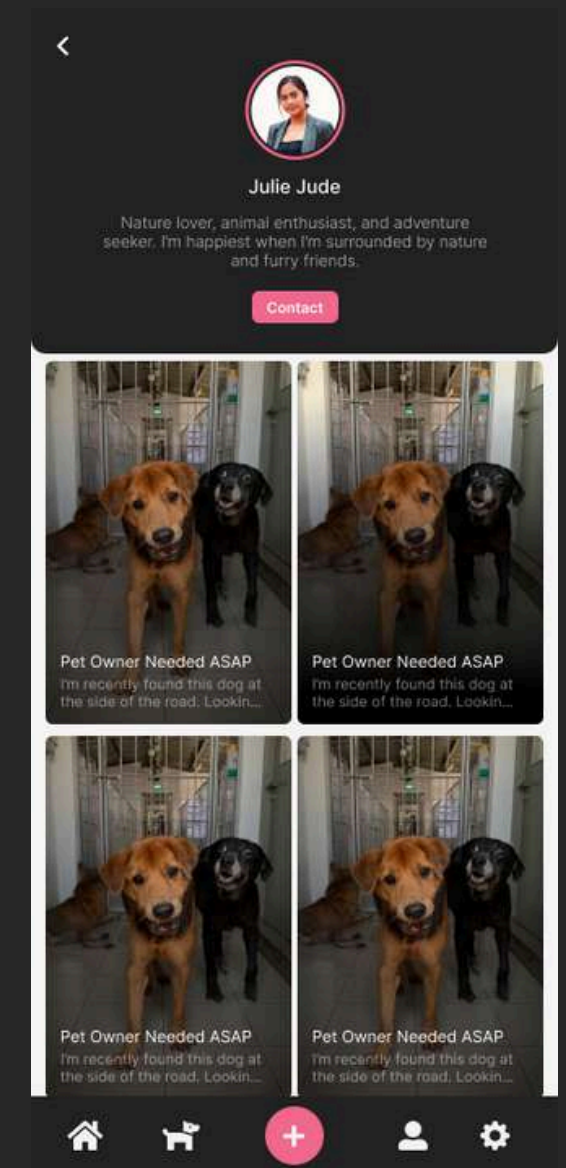 Julie Jude
Nature lover, animal enthusiast, and adventure
seeker. I'm happiest when I'm surrounded by nature
and furry friends.
Contact
Pet Owner Needed ASAP
I'm recently found this dog at
the side of the road. Lookin...
Pet Owner Needed ASAP
I'm recently found this dog at
the side of the road. Lookin...
Pet Owner Needed ASAP
I'm recently found this dog at
the side of the road. Lookin...
Pet Owner Needed ASAP
I'm recently found this dog at
the side of the road. Lookin...